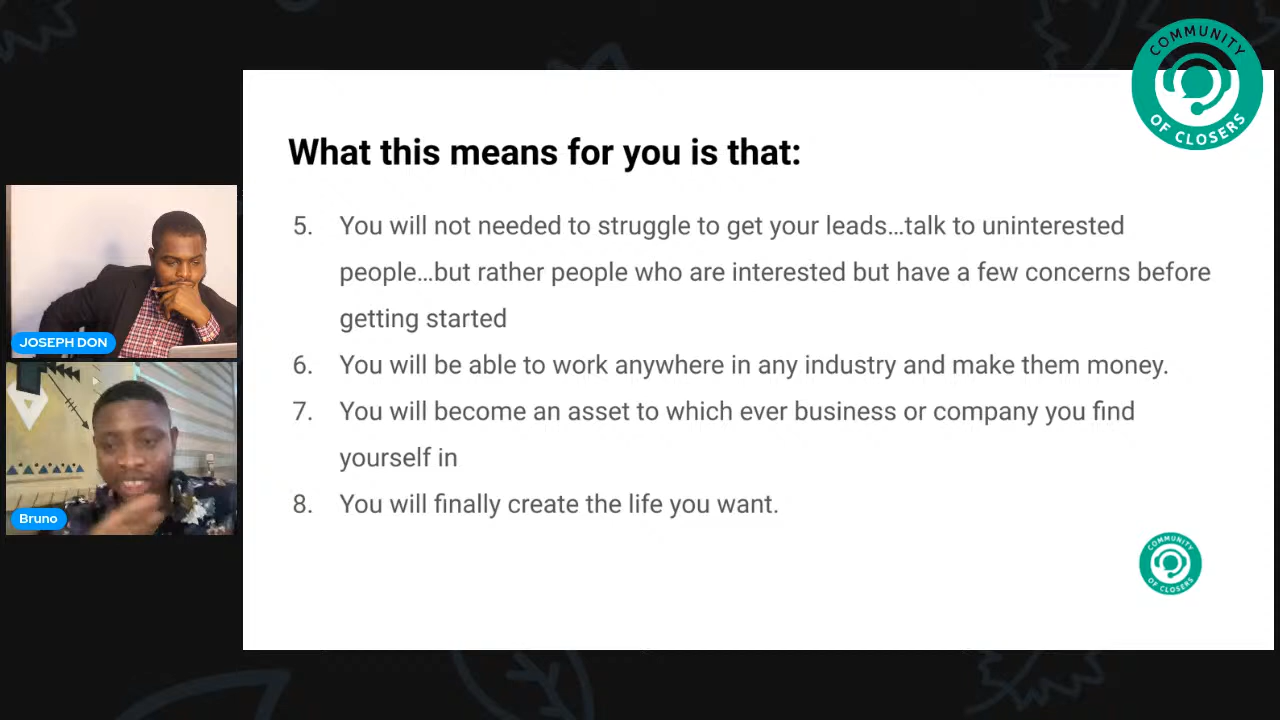 COMMUNITY
OF CLOSERS
What this means for you is that:
5. You will not needed to struggle to get your leads...talk to uninterested
people...but rather people who are interested but have a few concerns before
getting started
6. You will be able to work anywhere in any industry and make them money.
7. You will become an asset to which ever business or company you find
yourself in
8. You will finally create the life you want.
JOSEPH DON
Bruno
COMMUNITY
OF CLOSERS